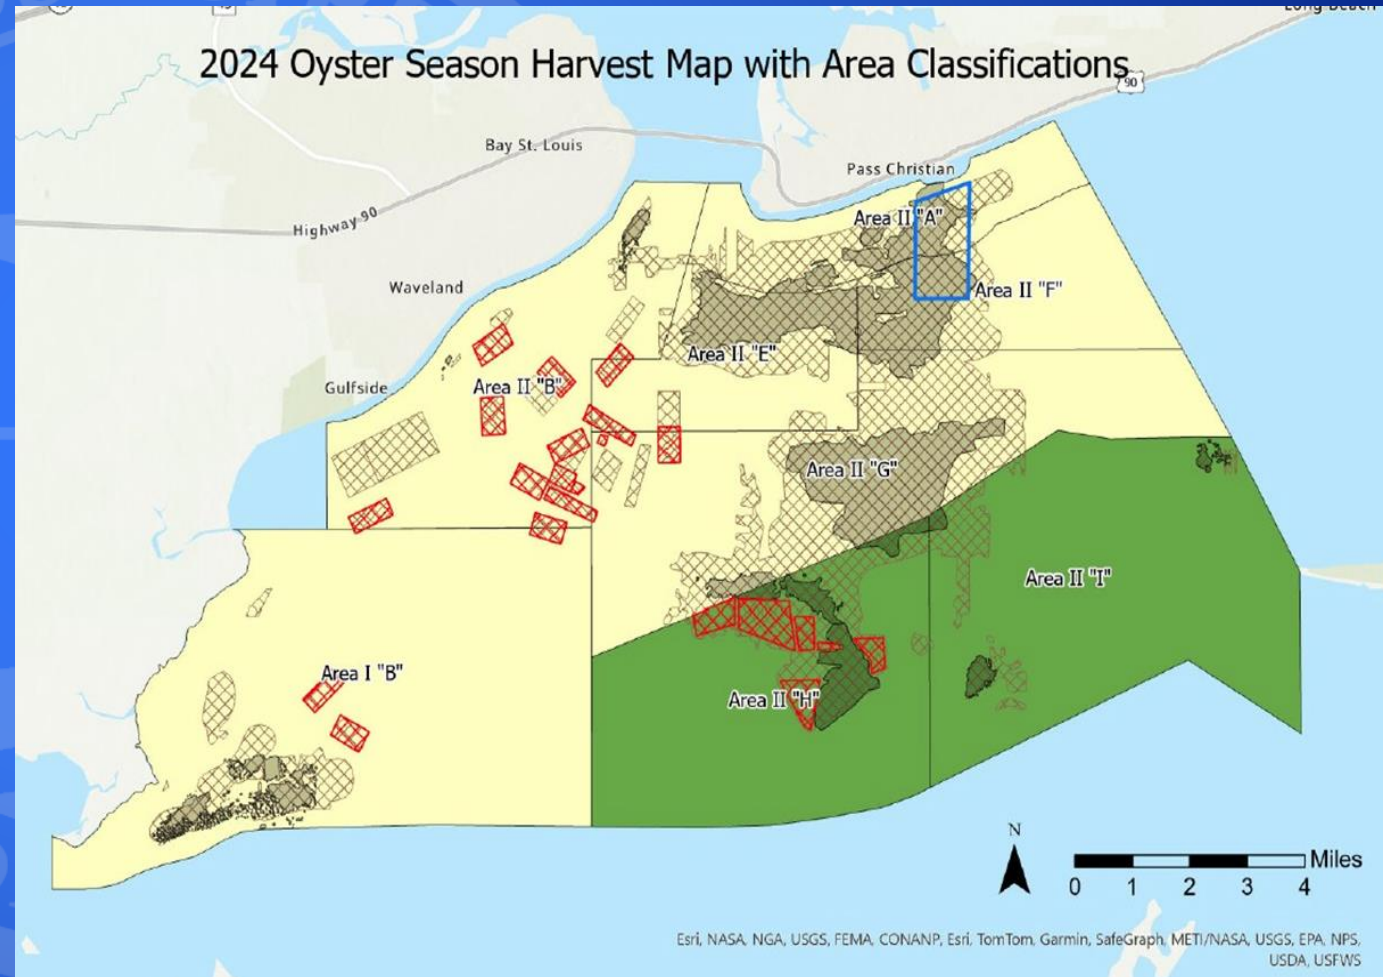 Long Beach
2024 Oyster Season Harvest Map with Area Classifications
90
Bay St. Louis
Pass Christian
Highway 90
Area II "A"
Waveland
Area II "F"
Area II "E"
Gulfside
Area II "B"
Area II "G"
Area II "I"
Area I "B"
Area II "H"
N
Miles
0 1 2 3 4
Esri, NASA, NGA, USGS, FEMA, CONANP, Esri, TomTom, Garmin, SafeGraph, METI/NASA, USGS, EPA, NPS,
USDA, USFWS